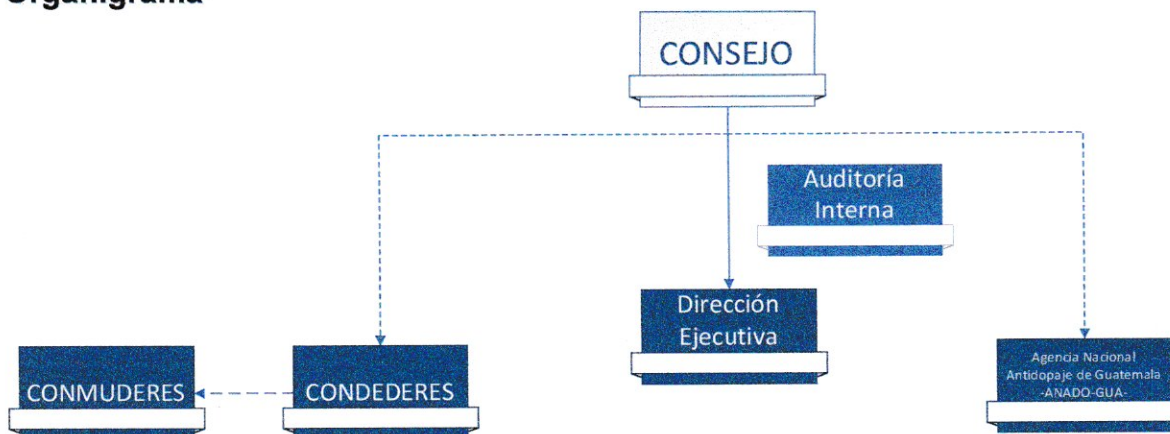 Organigrama
CONSEJO
Auditoría
Interna
Dirección
Ejecutiva
CONMUDERES
CONDEDERES
Agencia Nacional
Antidopaje de Guatemala
-ANADO-GUA-